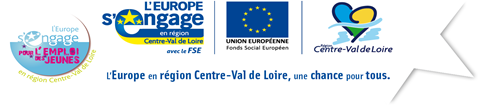 l'Europe
s'engage
POUR
L'EMPLOI
DES JEUNES
en région Centre-Val de Loire
L'EUROPE
s'engage
en région
Centre-Val de Loire
avec le FSE
UNION EUROPÉENNE
Fonds Social Européen
Région
Centre-Val de Loire
L'Europe en région Centre-Val de Loire, une chance pour tous.